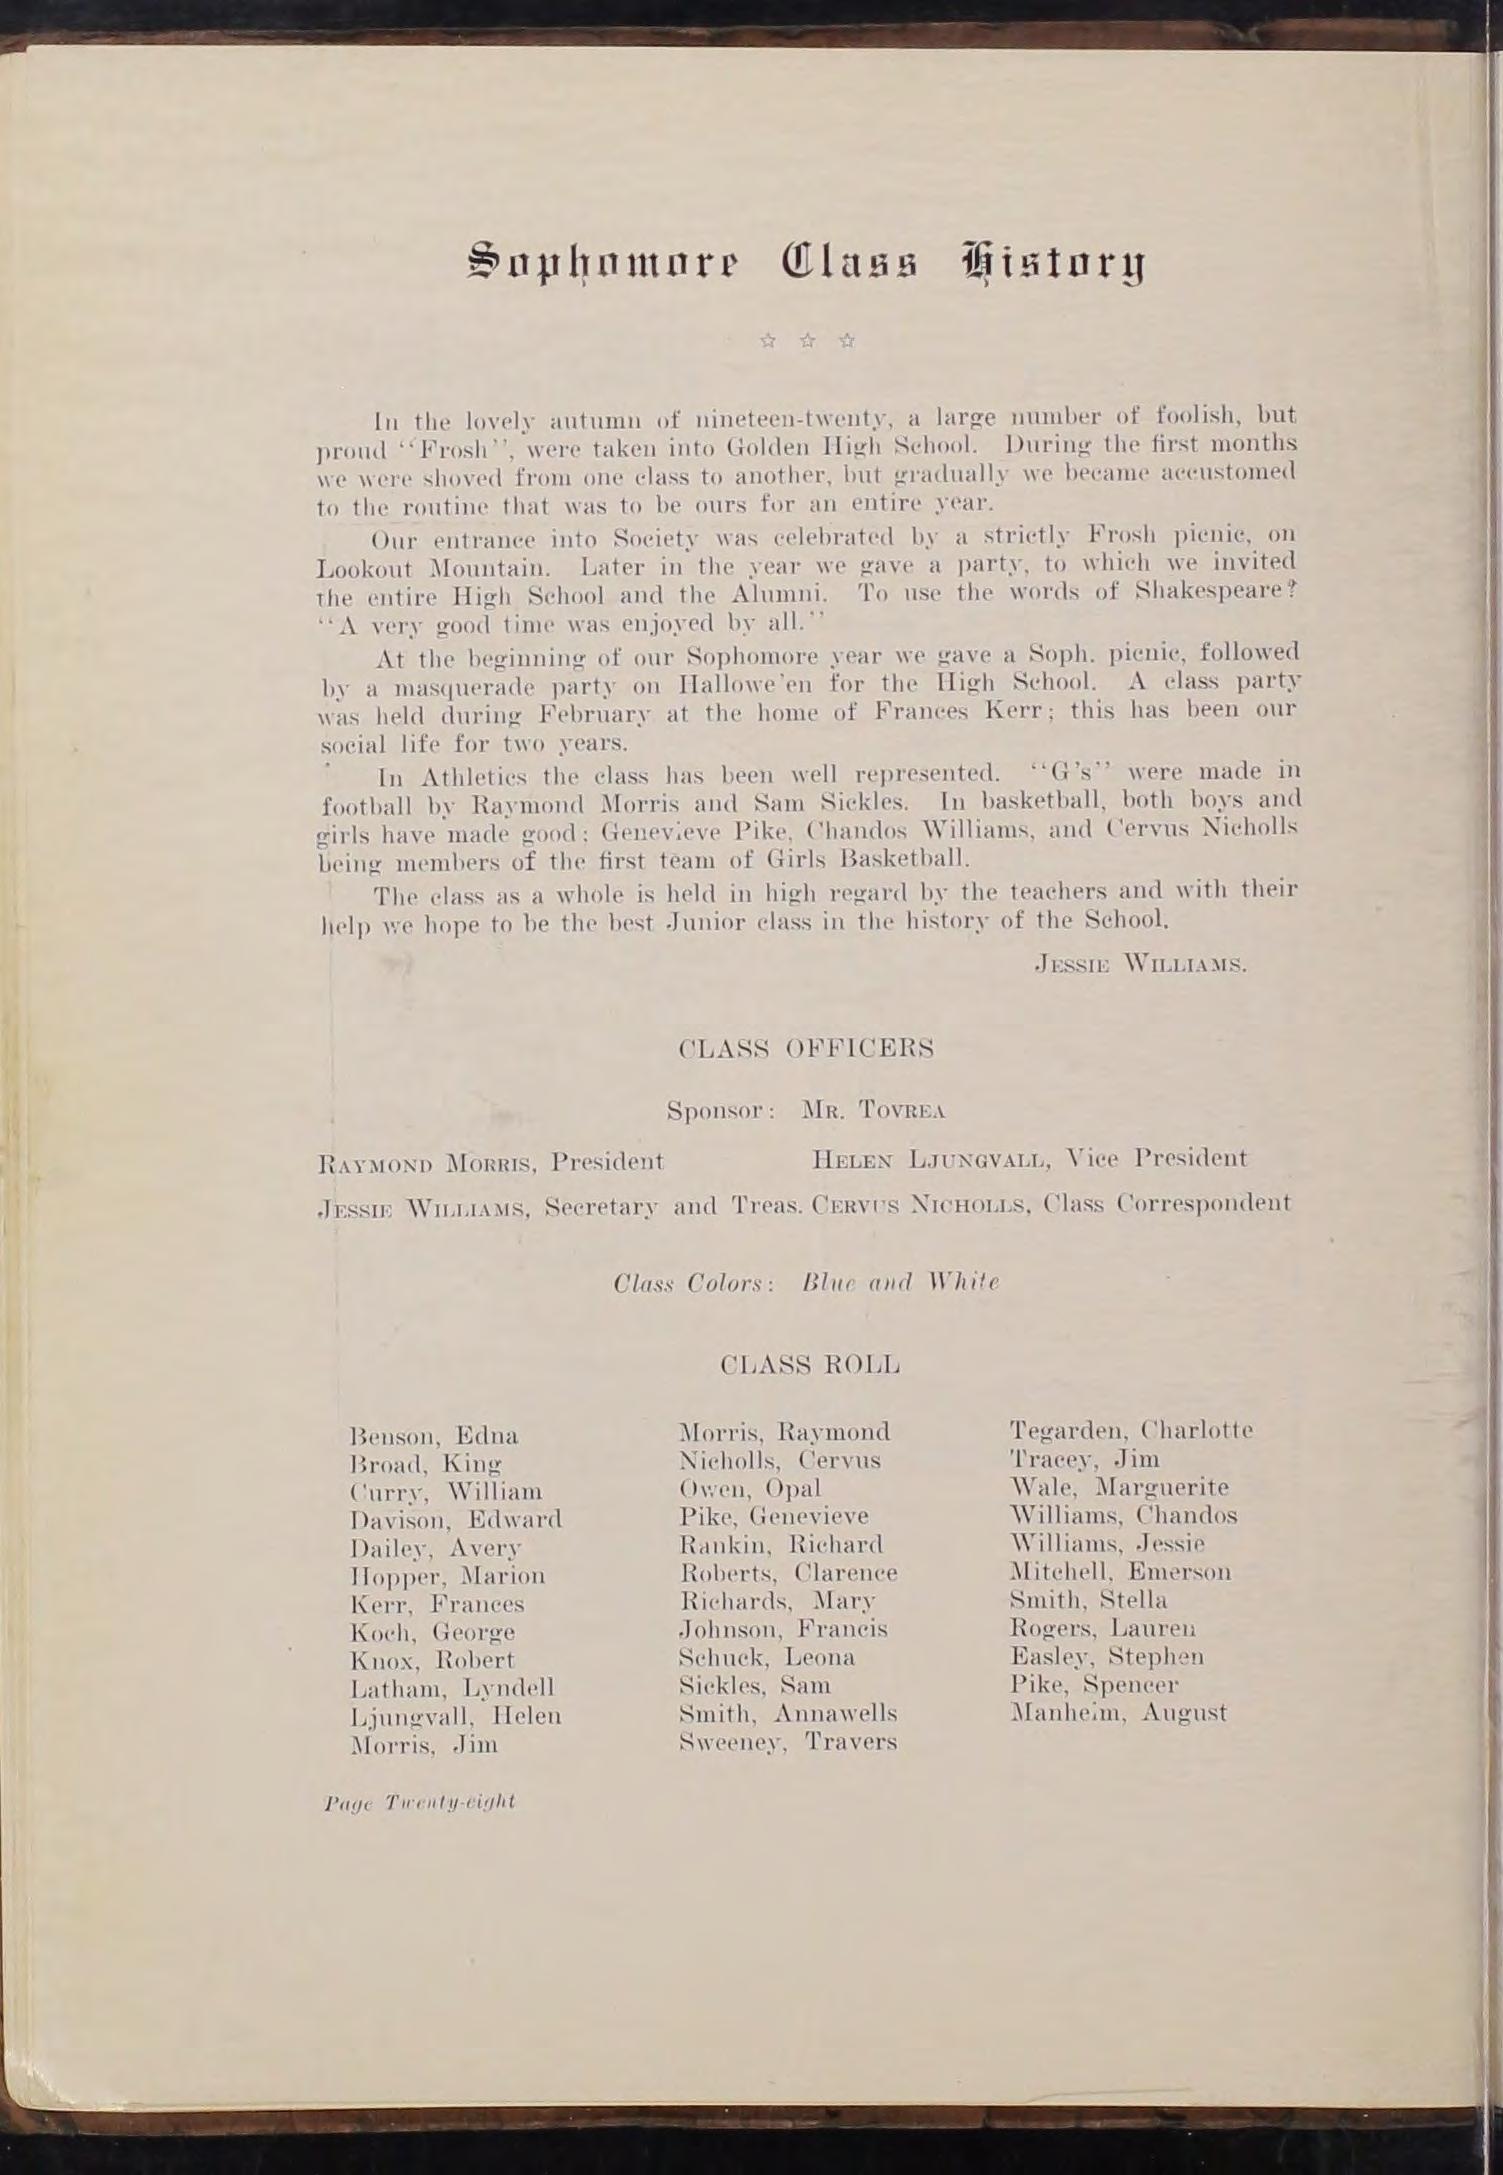 Sophomore Class History
☆ ☆ ☆
In the lovely autumn of nineteen-twenty, a large number of foolish, but
proud "Frosh", were taken into Golden High School. During the first months
we were shoved from one class to another, but gradually we became accustomed
to the routine that was to be ours for an entire year.
Our entrance into Society was celebrated by a strictly Frosh picnic, on
Lookout Mountain. Later in the year we gave a party, to which we invited
the entire High School and the Alumni. To use the words of Shakespeare?
"A very good time was enjoyed by all."
At the beginning of our Sophomore year we gave a Soph. picnic, followed
by a masquerade party on Hallowe'en for the High School. A class party
was held during February at the home of Frances Kerr; this has been our
social life for two years.
In Athletics the class has been well represented. "G's" were made in
football by Raymond Morris and Sam Sickles. In basketball, both boys and
girls have made good: Genevieve Pike, Chandos Williams, and Cervus Nicholls
being members of the first team of Girls Basketball.
The class as a whole is held in high regard by the teachers and with their
help we hope to be the best Junior class in the history of the School.
JESSIE WILLIAMS.
CLASS OFFICERS
Sponsor: MR. TOVREA
RAYMOND MORRIS, President HELEN LJUNGVALL, Vice President
JESSIE WILLIAMS, Secretary and Treas. CERVUS NICHOLLS, Class Correspondent
Class Colors: Blue and White
CLASS ROLL
Benson, Edna
Broad, King
Curry, William
Davison, Edward
Dailey, Avery
Hopper, Marion
Kerr, Frances
Koch, George
Knox, Robert
Latham, Lyndell
Ljungvall, Helen
Morris, Jim
Morris, Raymond
Nicholls, Cervus
Owen, Opal
Pike, Genevieve
Rankin, Richard
Roberts, Clarence
Richards, Mary
Johnson, Francis
Schuck, Leona
Sickles, Sam
Smith, Annawells
Sweeney, Travers
Tegarden, Charlotte
Tracey, Jim
Wale, Marguerite
Williams, Chandos
Williams, Jessie
Mitchell, Emerson
Smith, Stella
Rogers, Lauren
Easley, Stephen
Pike, Spencer
Manheim, August
Page Twenty-eight